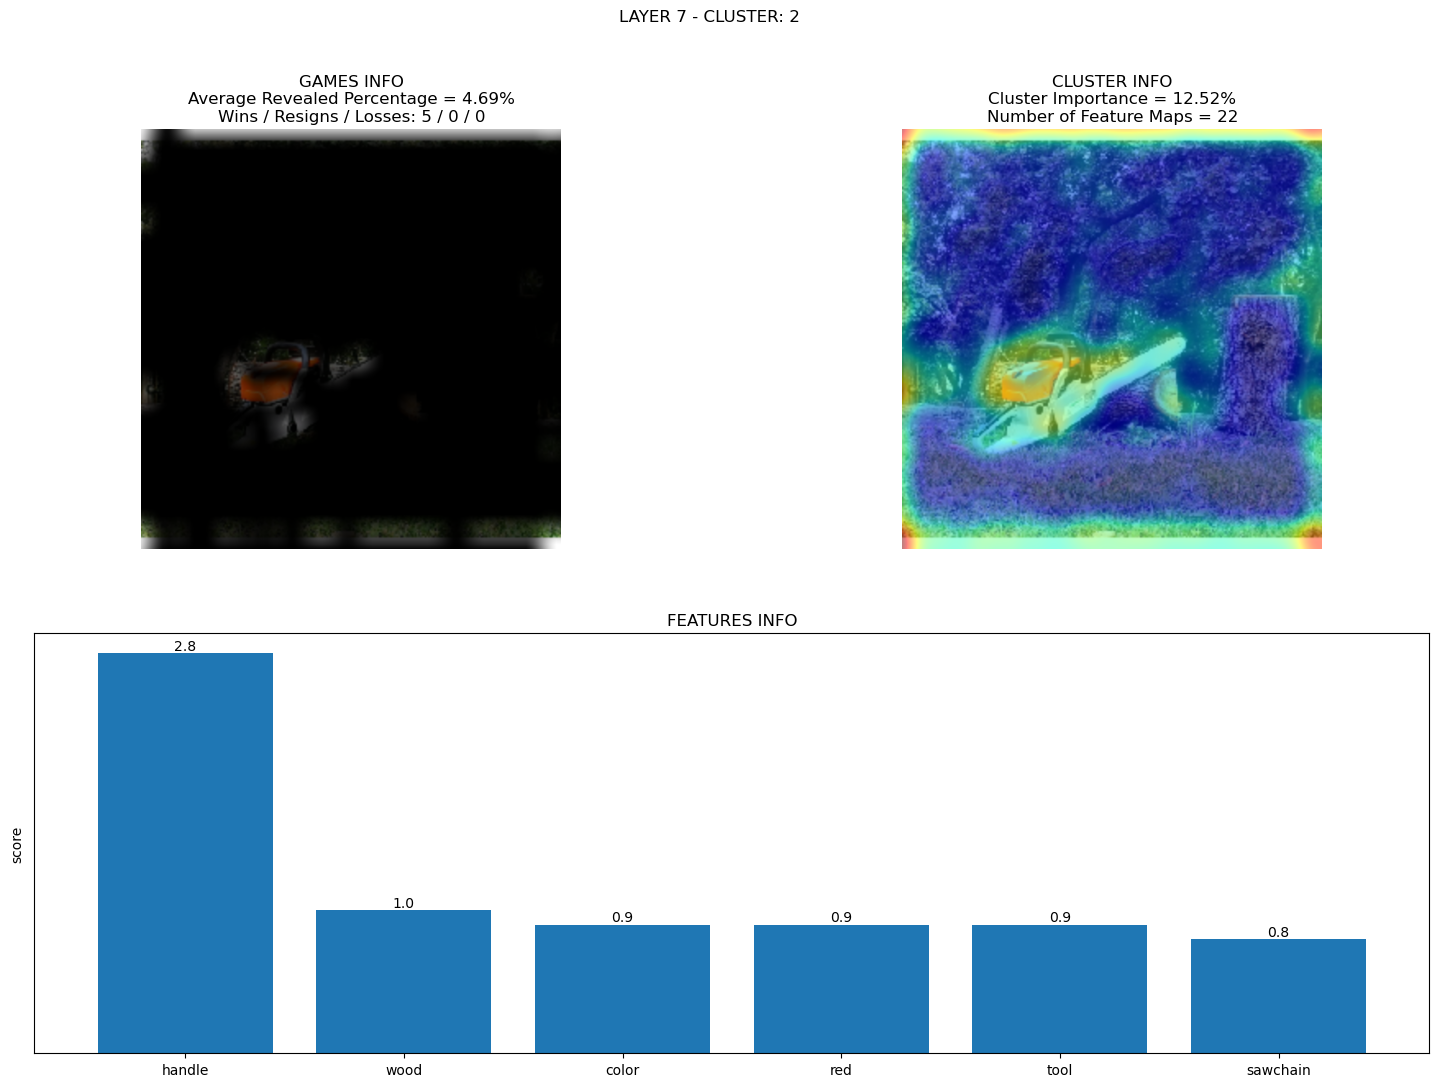 LAYER 7 - CLUSTER: 2
GAMES INFO
Average Revealed Percentage = 4.69%
Wins / Resigns / Losses: 5 / 0 / 0
CLUSTER INFO
Cluster Importance = 12.52%
Number of Feature Maps = 22
FEATURES INFO
score
2.8
1.0
0.9
0.9
0.9
0.8
handle
wood
color
red
tool
sawchain